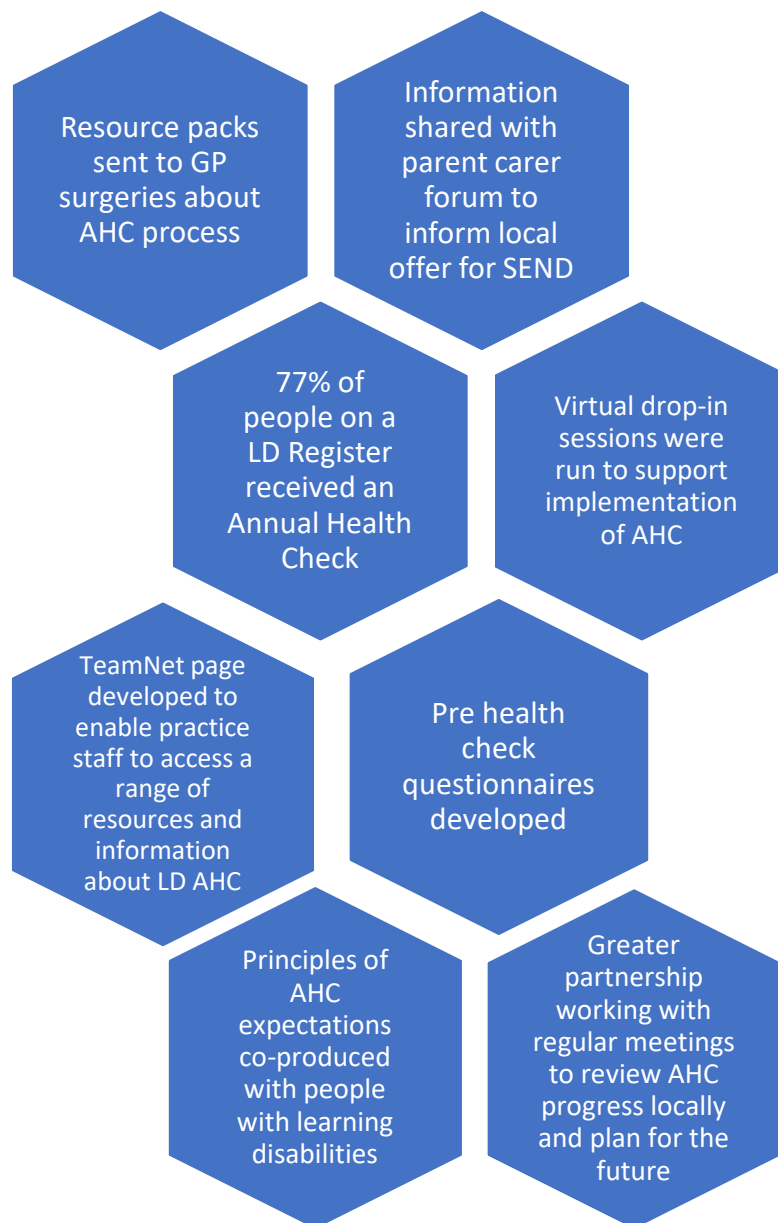 Resource packs
sent to GP
surgeries about
AHC process
Information
shared with
parent carer
forum to
inform local
offer for SEND
77% of
people on a
LD Register
received an
Annual Health
Check
Virtual drop-in
sessions were
run to support
implementation
of AHC
TeamNet page
developed to
enable practice
staff to access a
range of
resources and
information
about LD AHC
Pre health
check
questionnaires
developed
Principles of
AHC
expectations
co-produced
with people
with learning
disabilities
Greater
partnership
working with
regular meetings
to review AHC
progress locally
and plan for the
future